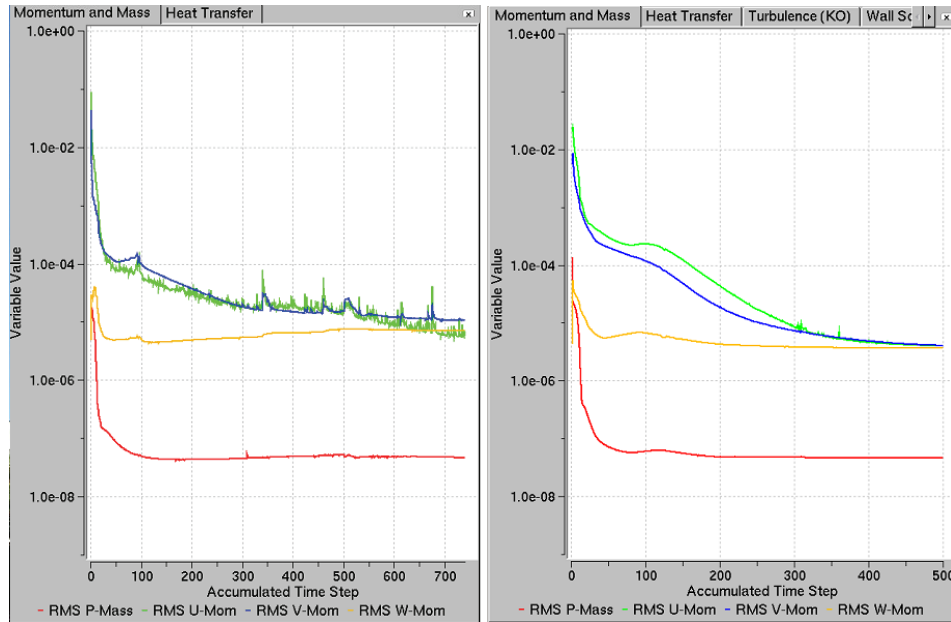 Momentum and Mass Heat Transfer
1.0e+00
1.0e-02
1.0e-04
1.0e-06
1.0e-08
Variable Value
0 100 200 300 400 500 600 700
Accumulated Time Step
RMS P-Mass RMS U-Mom RMS V-Mom RMS W-Mom
Momentum and Mass Heat Transfer Turbulence (KO) Wall Sc
1.0e+00
1.0e-02
1.0e-04
1.0e-06
1.0e-08
Variable Value
0 100 200 300 400 500
Accumulated Time Step
RMS P-Mass RMS U-Mom RMS V-Mom RMS W-Mom